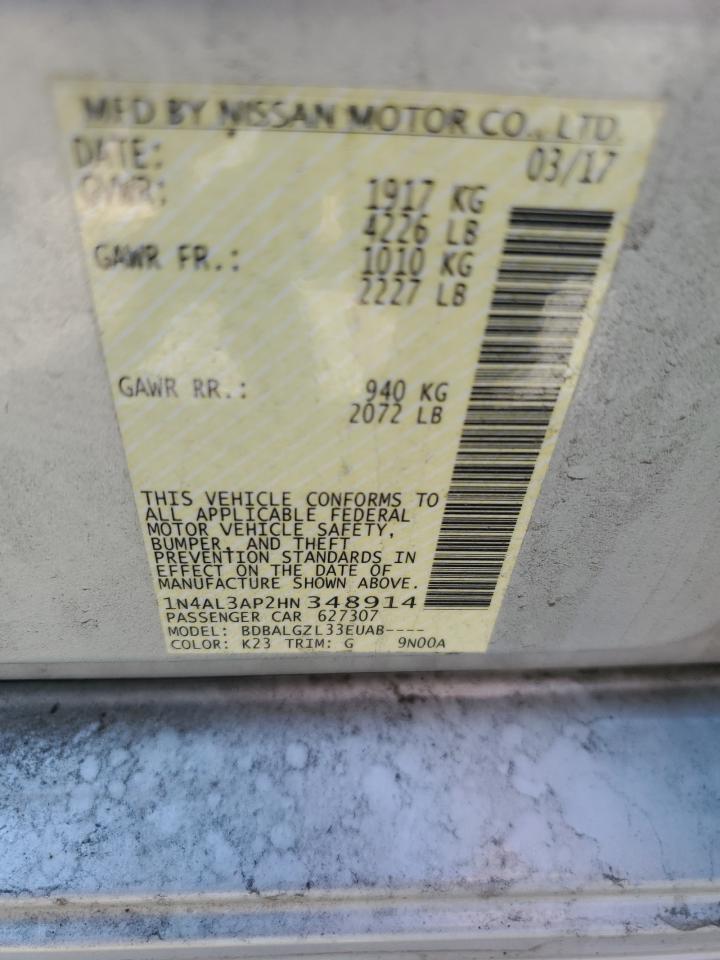 MFD BY NISSAN MOTOR CO., LTD.
DATE: 03/17
GVWR: 1917 KG
4226 LB
GAWR FR.: 1010 KG
2227 LB
GAWR RR.: 940 KG
2072 LB
THIS VEHICLE CONFORMS TO
ALL APPLICABLE FEDERAL
MOTOR VEHICLE SAFETY,
BUMPER, AND THEFT
PREVENTION STANDARDS IN
EFFECT ON THE DATE OF
MANUFACTURE SHOWN ABOVE.
1N4AL3AP2HN348914
PASSENGER CAR 627307
MODEL: BDBALGZL33EUAB----
COLOR: K23 TRIM: G 9N00A